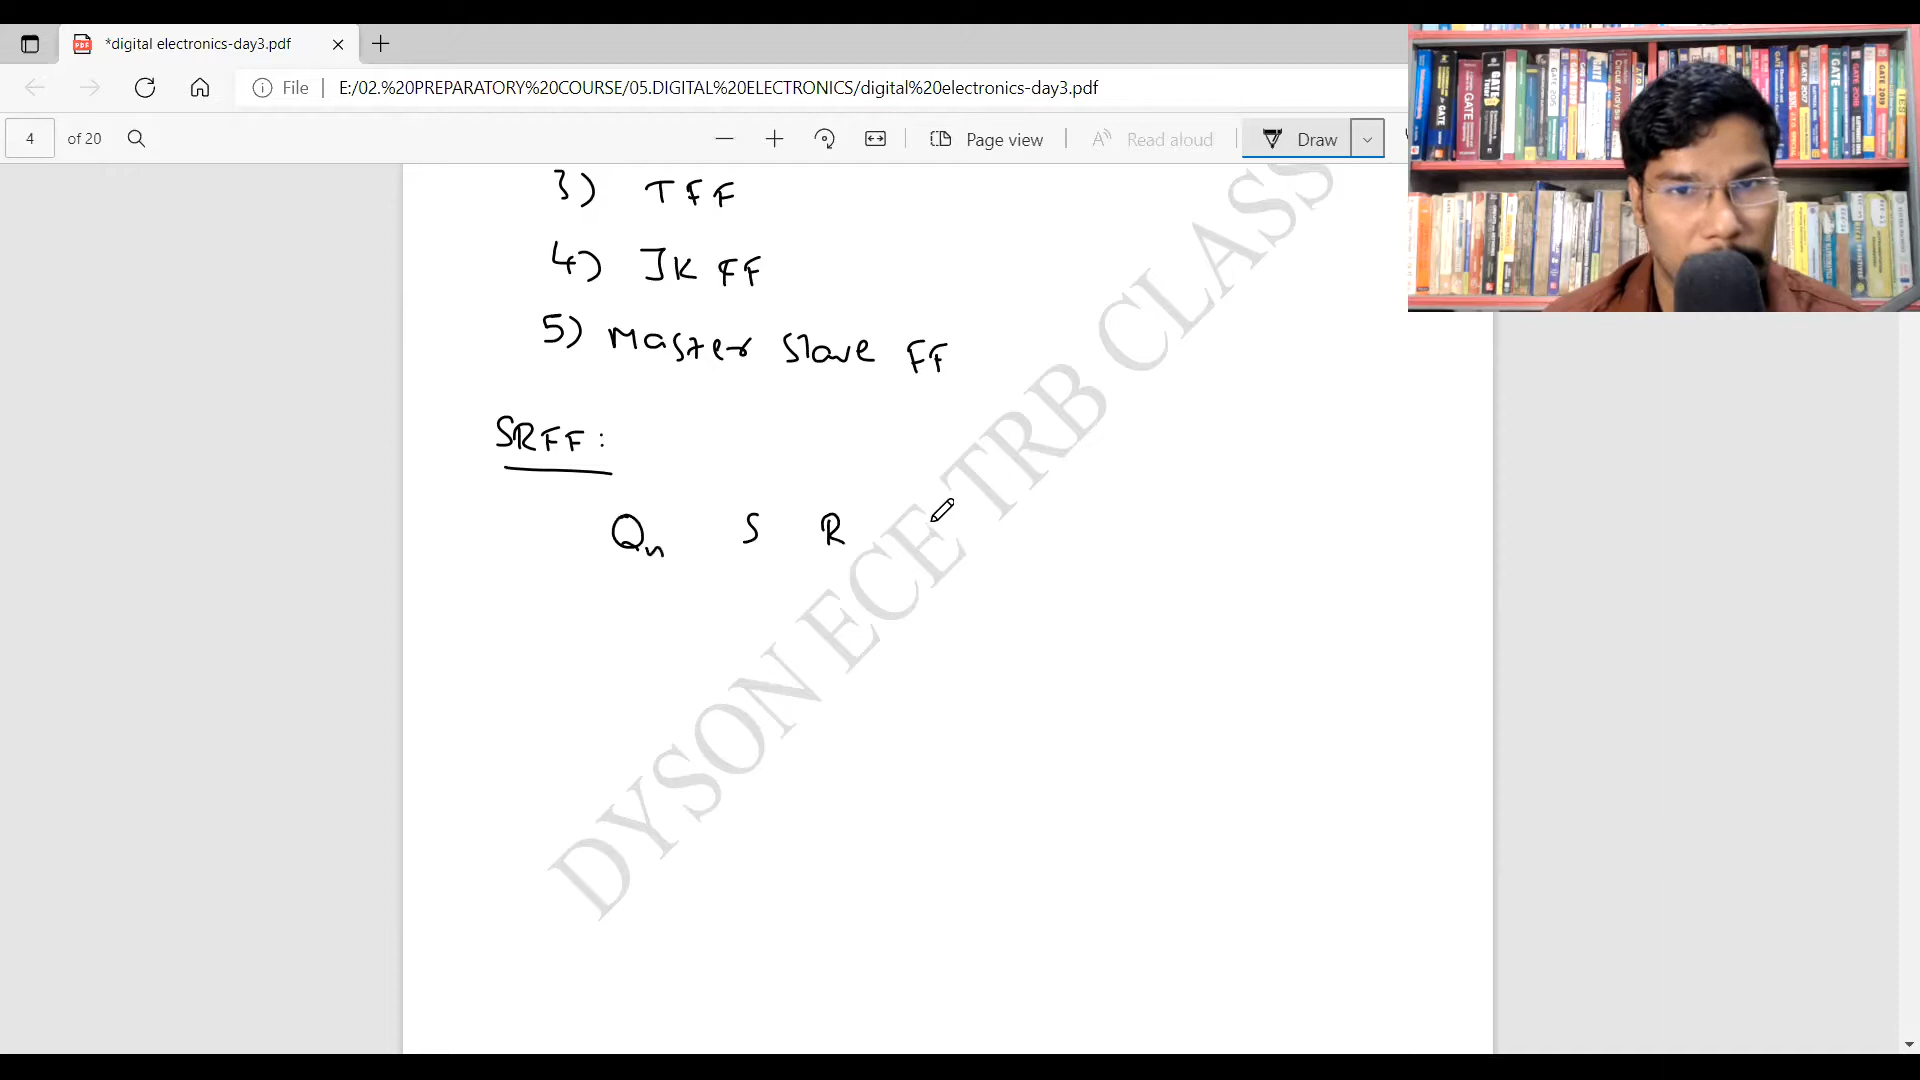 *digital electronics-day3.pdf
File E:/02.%20PREPARATORY%20COURSE/05.DIGITAL%20ELECTRONICS/digital%20electronics-day3.pdf
4 of 20 Page view Read aloud Draw
3) TFF
4) JK FF
5) Master Slave FF
SRFF:
Qn S R
DYSON ECE TRB CLASS